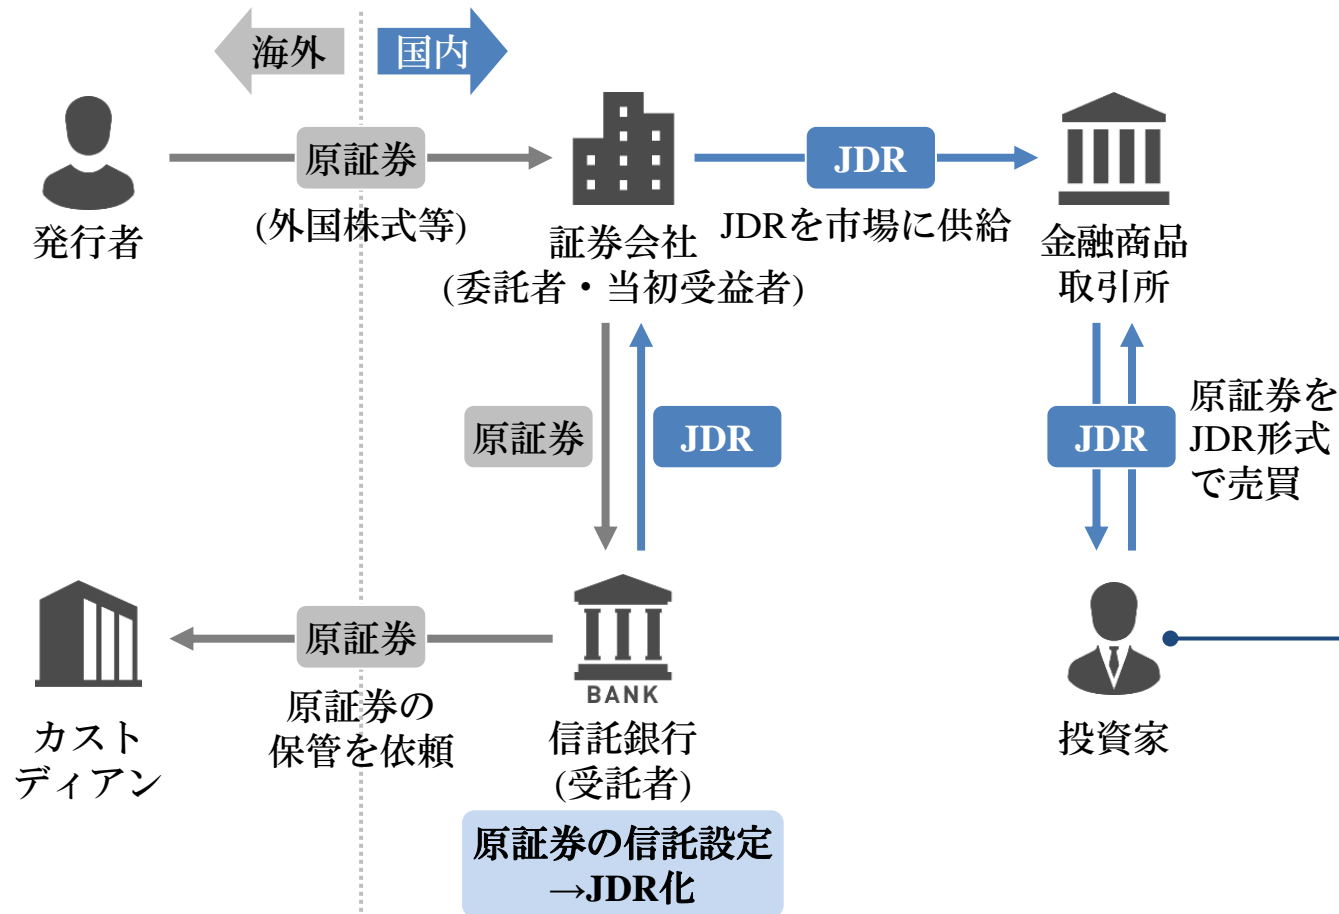 海外
国内
原証券
JDR
発行者
(外国株式等)
証券会社
(委託者・当初受益者)
JDRを市場に供給
金融商品
取引所
原証券
JDR
JDR
原証券を
JDR形式
で売買
原証券
原証券の
保管を依頼
カスト
ディアン
BANK
信託銀行
(受託者)
投資家
原証券の信託設定
→JDR化